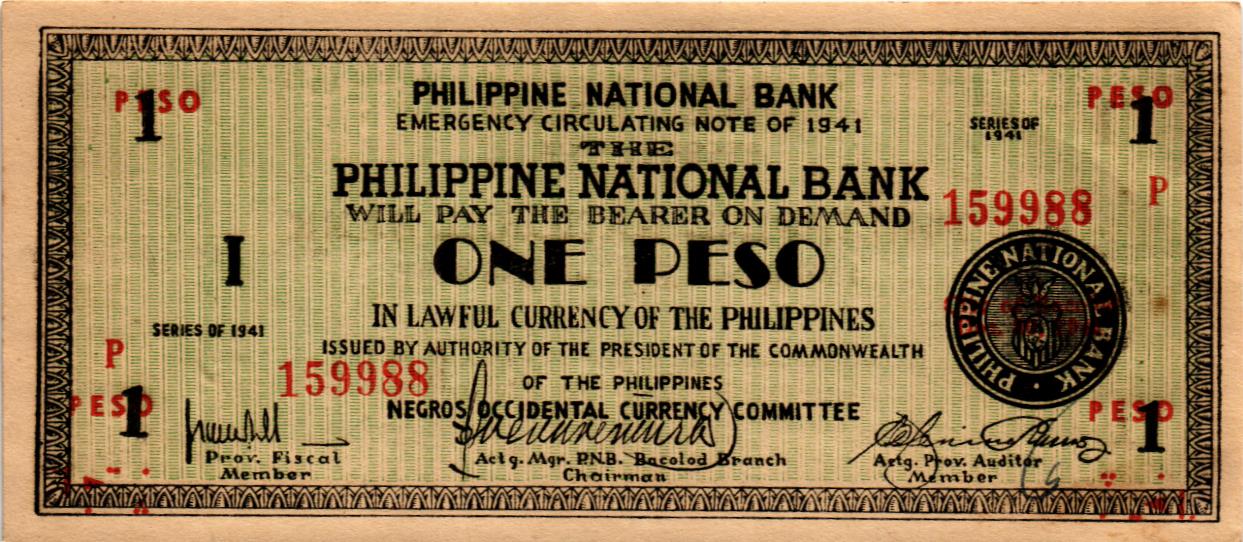 PHILIPPINE NATIONAL BANK
EMERGENCY CIRCULATING NOTE OF 1941
PESO 1
PESO 1
SERIES OF
1941
THE
PHILIPPINE NATIONAL BANK
WILL PAY THE BEARER ON DEMAND
159988
P
I
ONE PESO
PHILIPPINE NATIONAL BANK
IN LAWFUL CURRENCY OF THE PHILIPPINES
SERIES OF 1941
ISSUED BY AUTHORITY OF THE PRESIDENT OF THE COMMONWEALTH
P
159988
OF THE PHILIPPINES
PESO 1
NEGROS OCCIDENTAL CURRENCY COMMITTEE
PESO 1
Prov. Fiscal
Member
Actg. Mgr. P.N.B. Bacolod Branch
Chairman
Actg. Prov. Auditor
Member